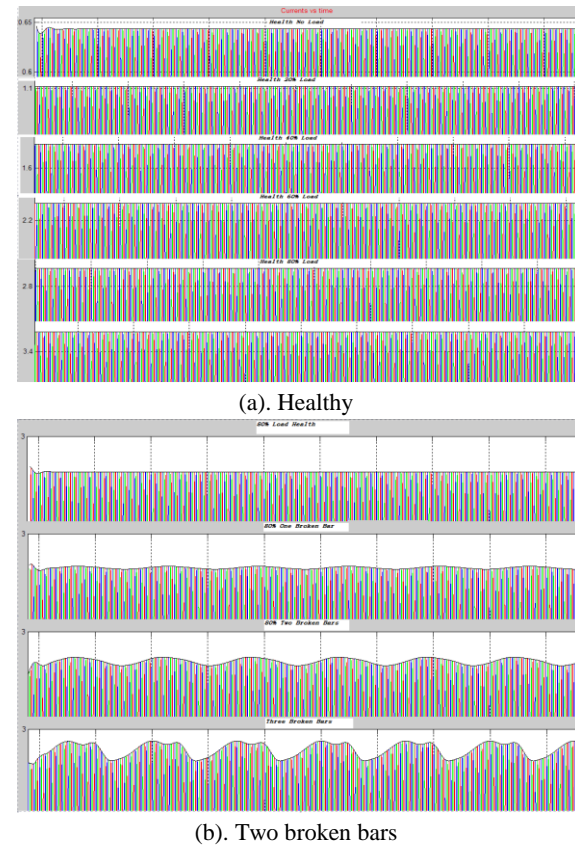 Currents vs time
0.65
Health No Load
0.6
Health 20% Load
1.1
Health 40% Load
1.6
Health 60% Load
2.2
Health 80% Load
2.8
3.4
(a). Healthy
80% Load Health
3
80% One Broken Bar
3
80% Two Broken Bars
3
Three Broken Bars
3
(b). Two broken bars